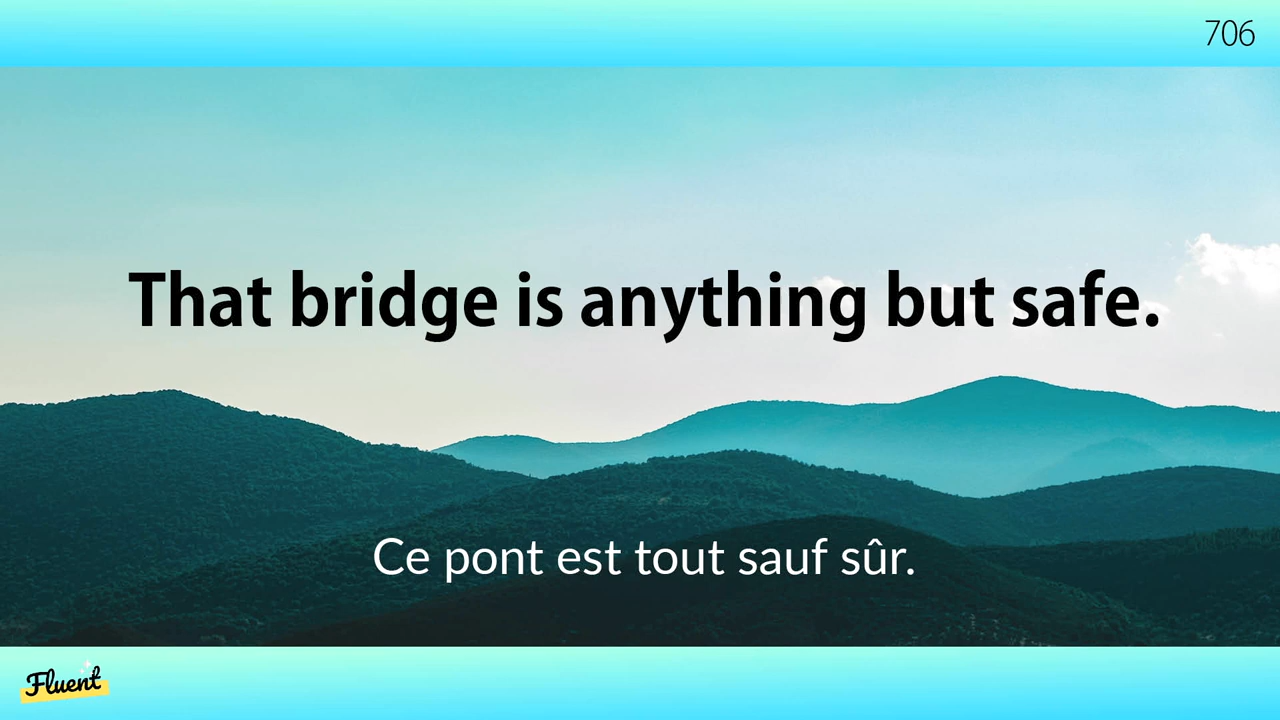 706
That bridge is anything but safe.
Ce pont est tout sauf sûr.
Fluent